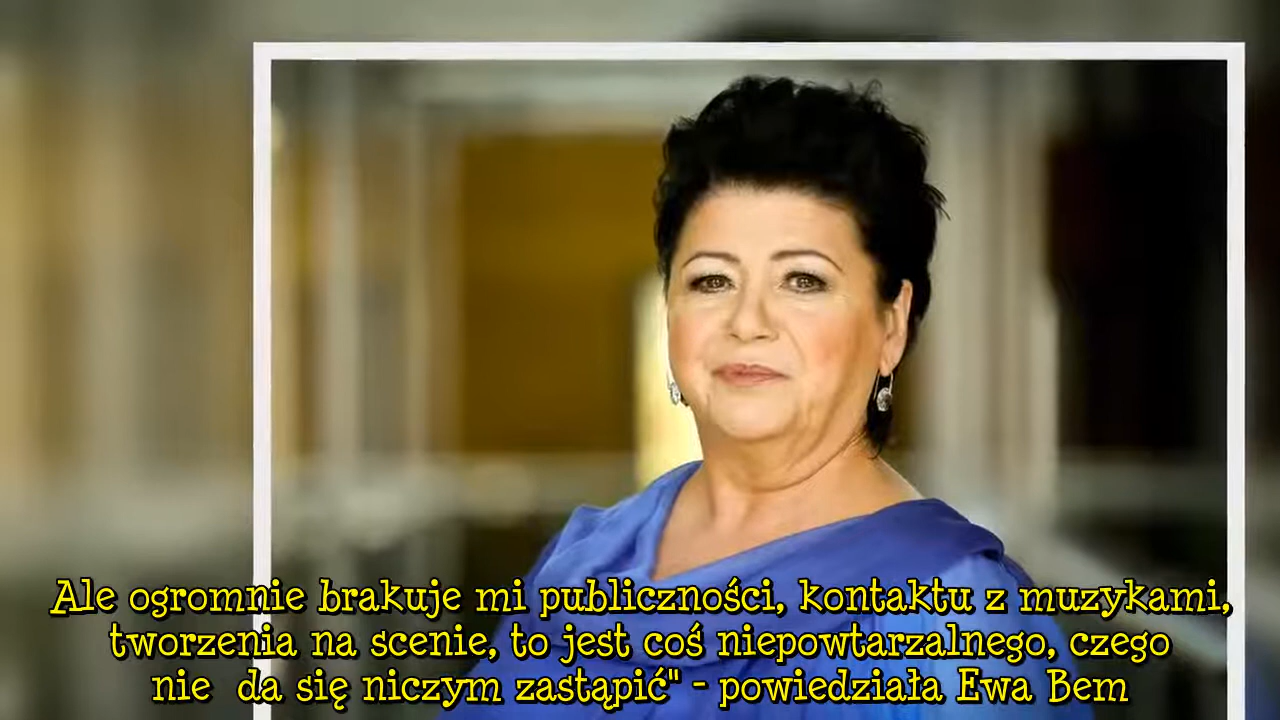 Ale ogromnie brakuje mi publiczności, kontaktu z muzykami,
tworzenia na scenie, to jest coś niepowtarzalnego, czego
nie da się niczym zastąpić" - powiedziała Ewa Bem